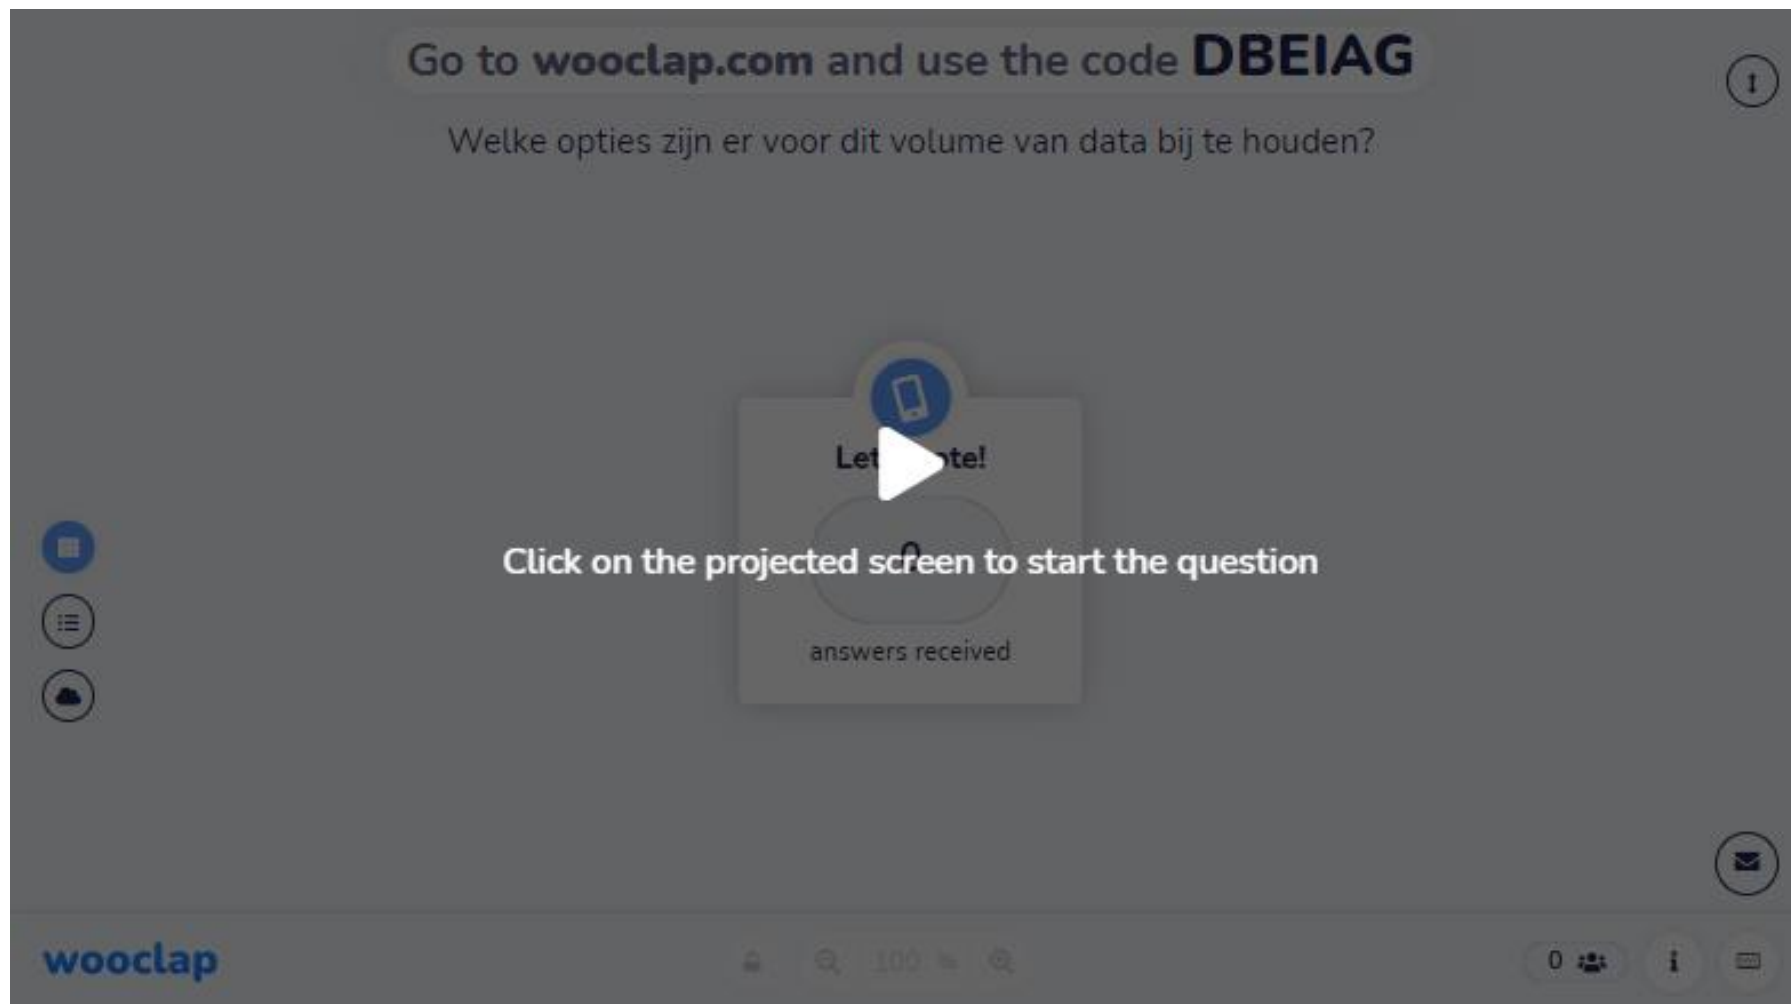 Go to wooclap.com and use the code DBEIAG
Welke opties zijn er voor dit volume van data bij te houden?
Click on the projected screen to start the question
answers received
wooclap
100 %
0